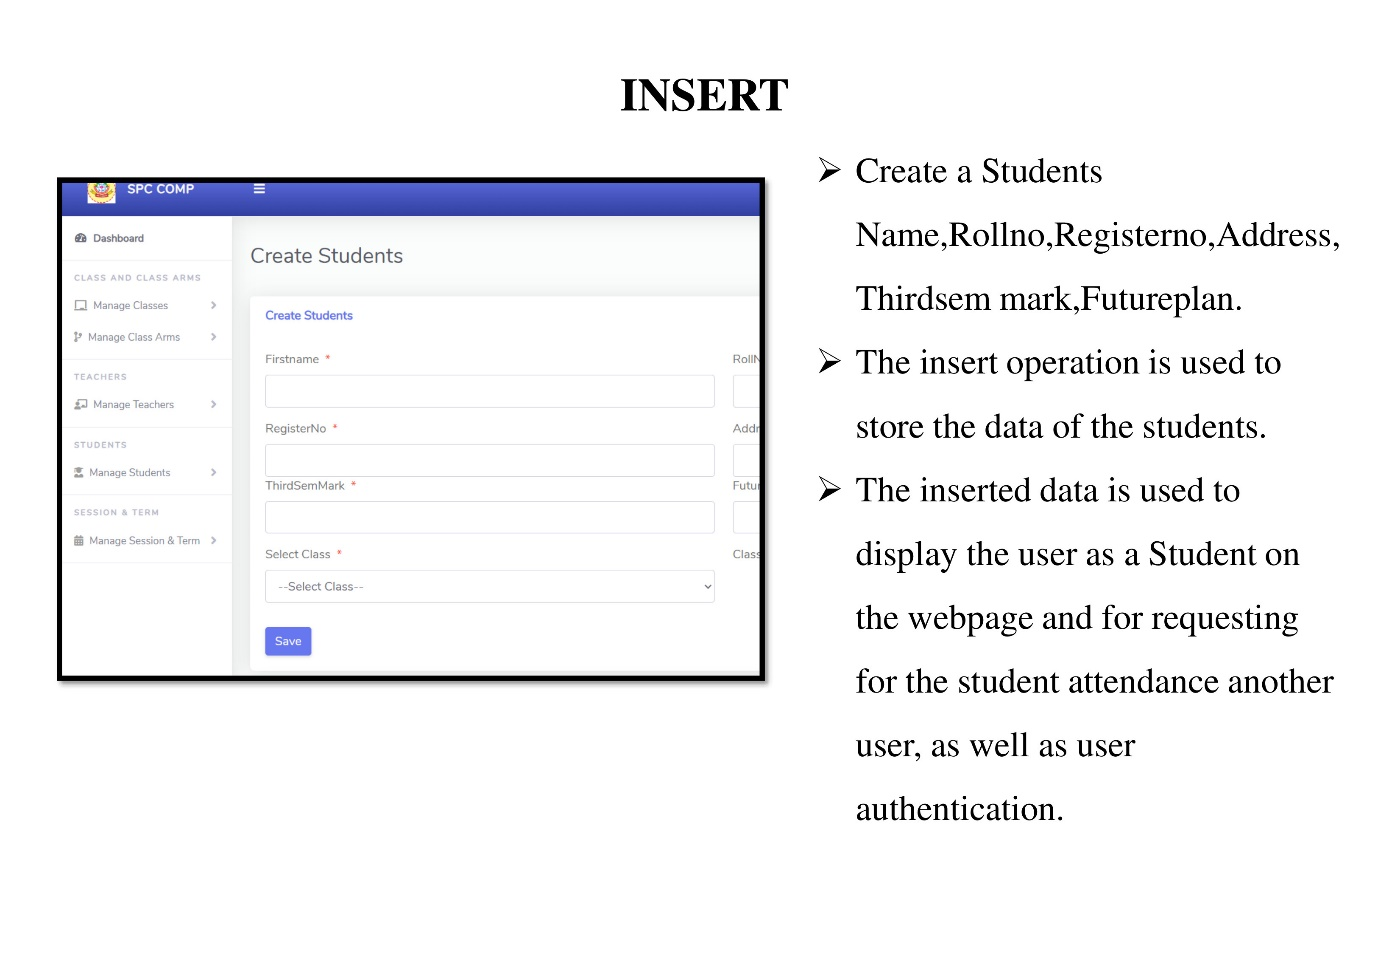 INSERT
SPC COMP
Dashboard
CLASS AND CLASS ARMS
Manage Classes
Manage Class Arms
TEACHERS
Manage Teachers
STUDENTS
Manage Students
SESSION & TERM
Manage Session & Term
Create Students
Create Students
Firstname *
RollN
RegisterNo *
Addr
ThirdSemMark *
Futur
Select Class *
Class
--Select Class--
Save
➢ Create a Students
Name,Rollno,Registerno,Address,
Thirdsem mark,Futureplan.
➢ The insert operation is used to
store the data of the students.
➢ The inserted data is used to
display the user as a Student on
the webpage and for requesting
for the student attendance another
user, as well as user
authentication.